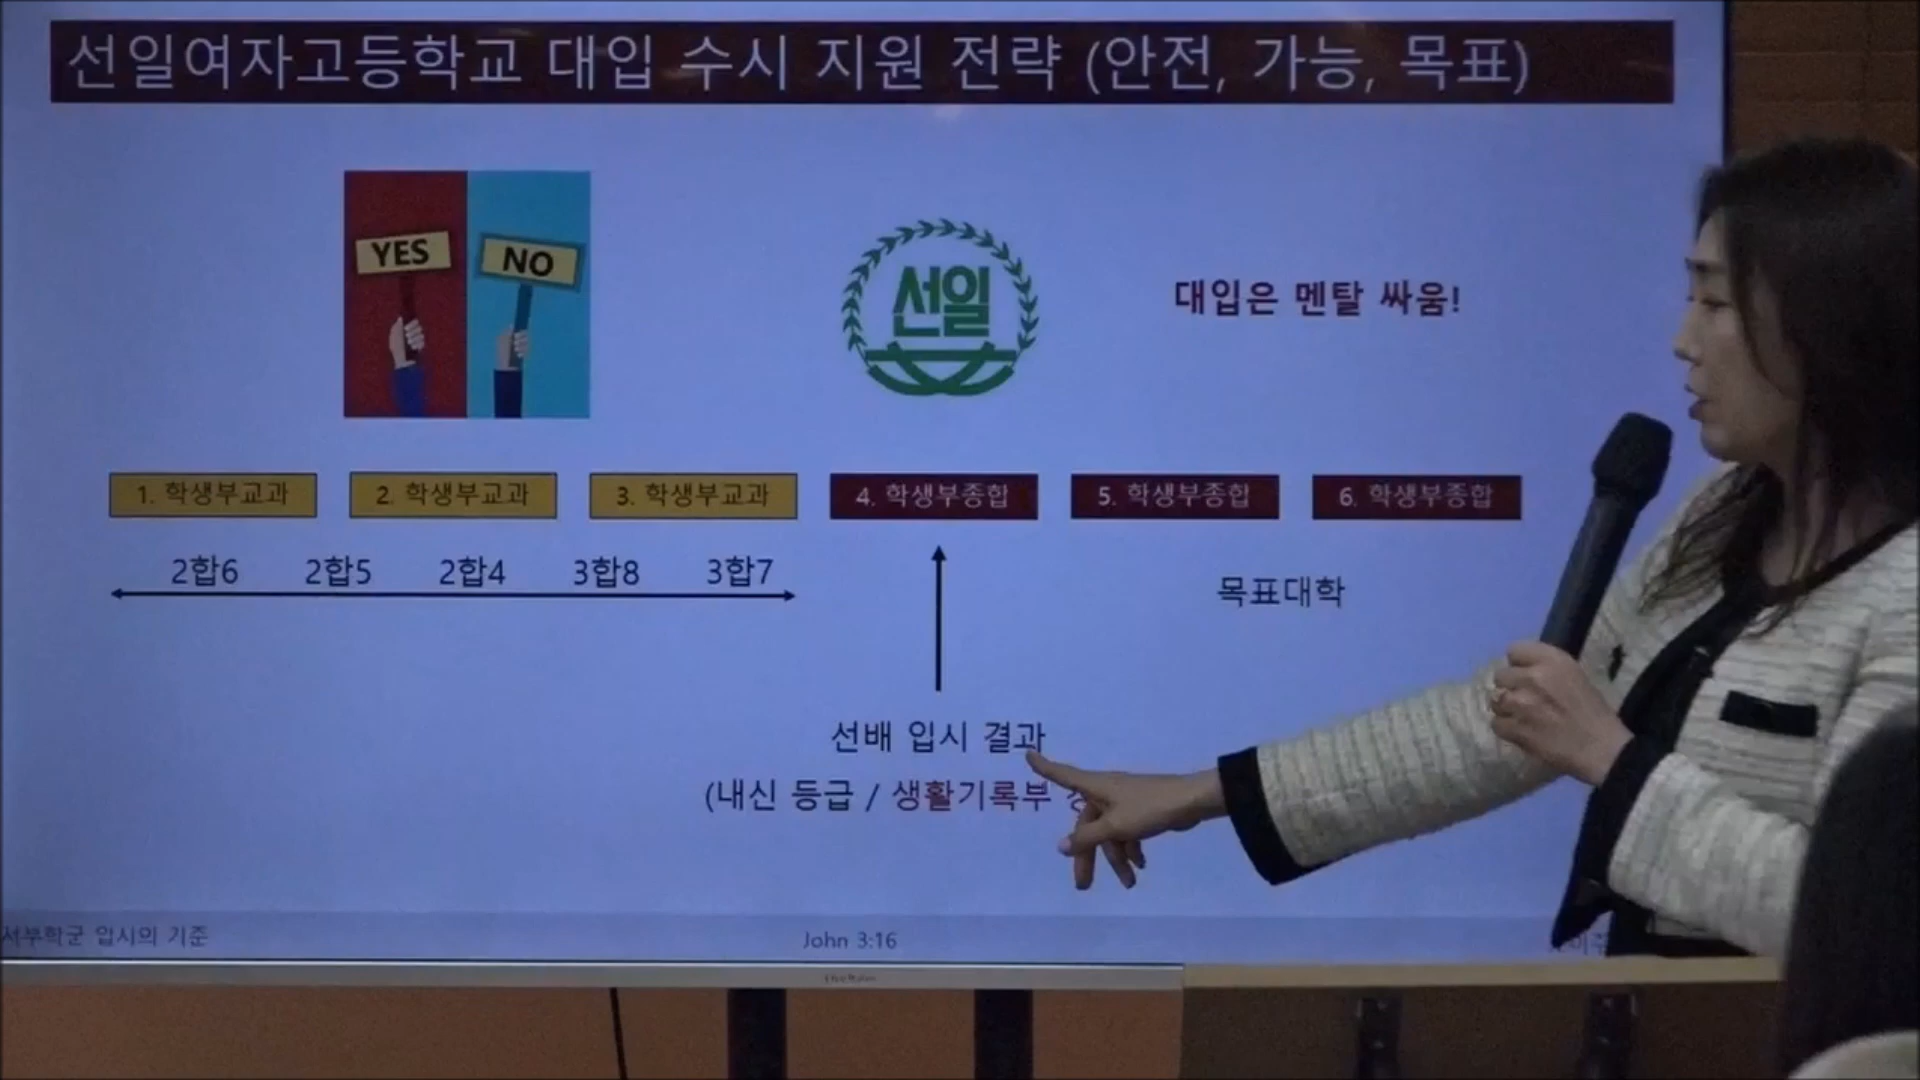 선일여자고등학교 대입 수시 지원 전략 (안전, 가능, 목표)
YES
NO
선일
대입은 멘탈 싸움!
1. 학생부교과
2. 학생부교과
3. 학생부교과
4. 학생부종합
5. 학생부종합
6. 학생부종합
2합6 2합5 2합4 3합8 3합7
목표대학
선배 입시 결과
(내신 등급 / 생활기록부
서부학군 입시의 기준
John 3:16